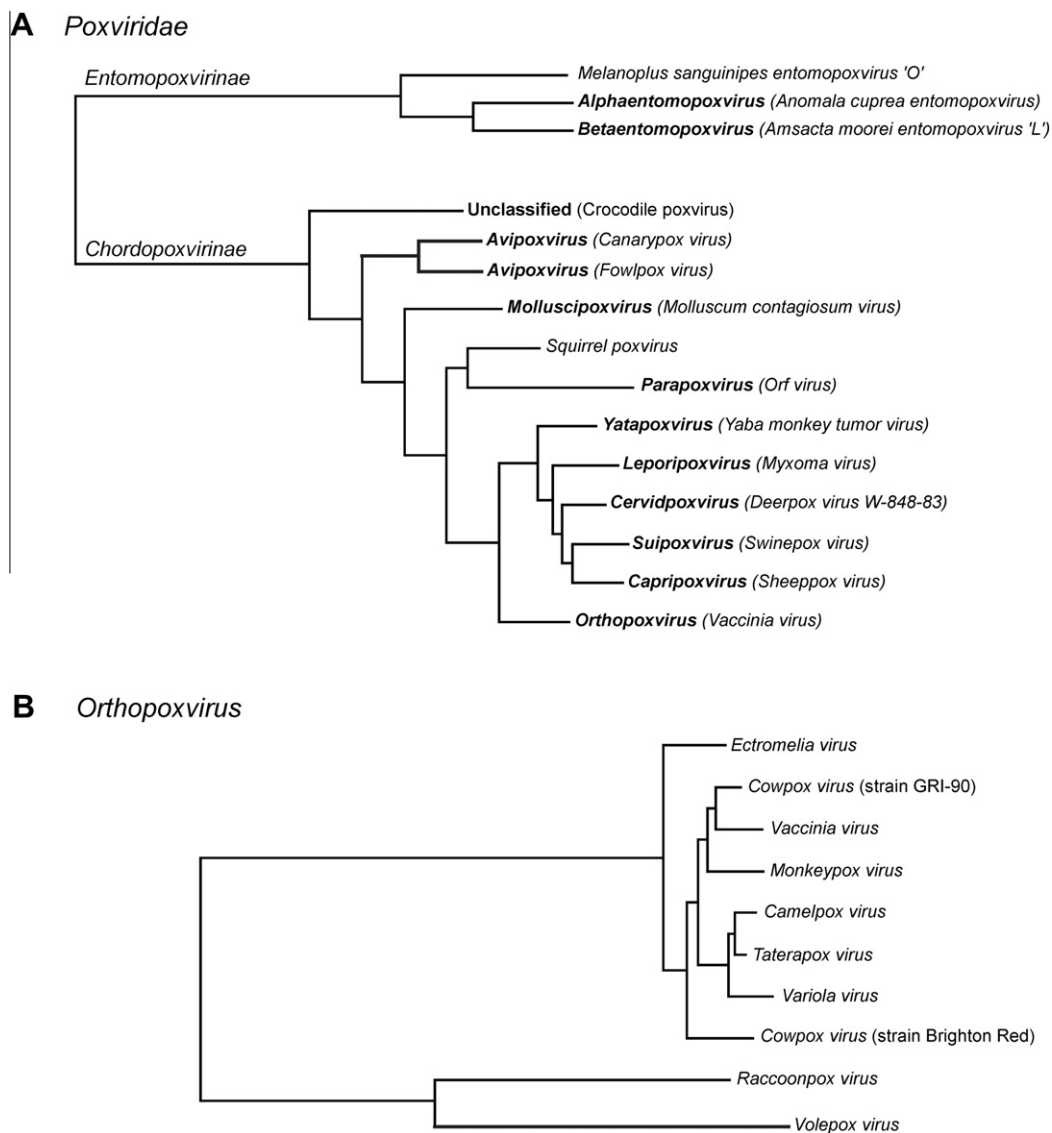 A Poxviridae
Entomopoxvirinae
Melanoplus sanguinipes entomopoxvirus 'O'
Alphaentomopoxvirus (Anomala cuprea entomopoxvirus)
Betaentomopoxvirus (Amsacta moorei entomopoxvirus 'L')
Unclassified (Crocodile poxvirus)
Chordopoxvirinae
Avipoxvirus (Canarypox virus)
Avipoxvirus (Fowlpox virus)
Molluscipoxvirus (Molluscum contagiosum virus)
Squirrel poxvirus
Parapoxvirus (Orf virus)
Yatapoxvirus (Yaba monkey tumor virus)
Leporipoxvirus (Myxoma virus)
Cervidpoxvirus (Deerpox virus W-848-83)
Suipoxvirus (Swinepox virus)
Capripoxvirus (Sheeppox virus)
Orthopoxvirus (Vaccinia virus)
B Orthopoxvirus
Ectromelia virus
Cowpox virus (strain GRI-90)
Vaccinia virus
Monkeypox virus
Camelpox virus
Taterapox virus
Variola virus
Cowpox virus (strain Brighton Red)
Raccoonpox virus
Volepox virus